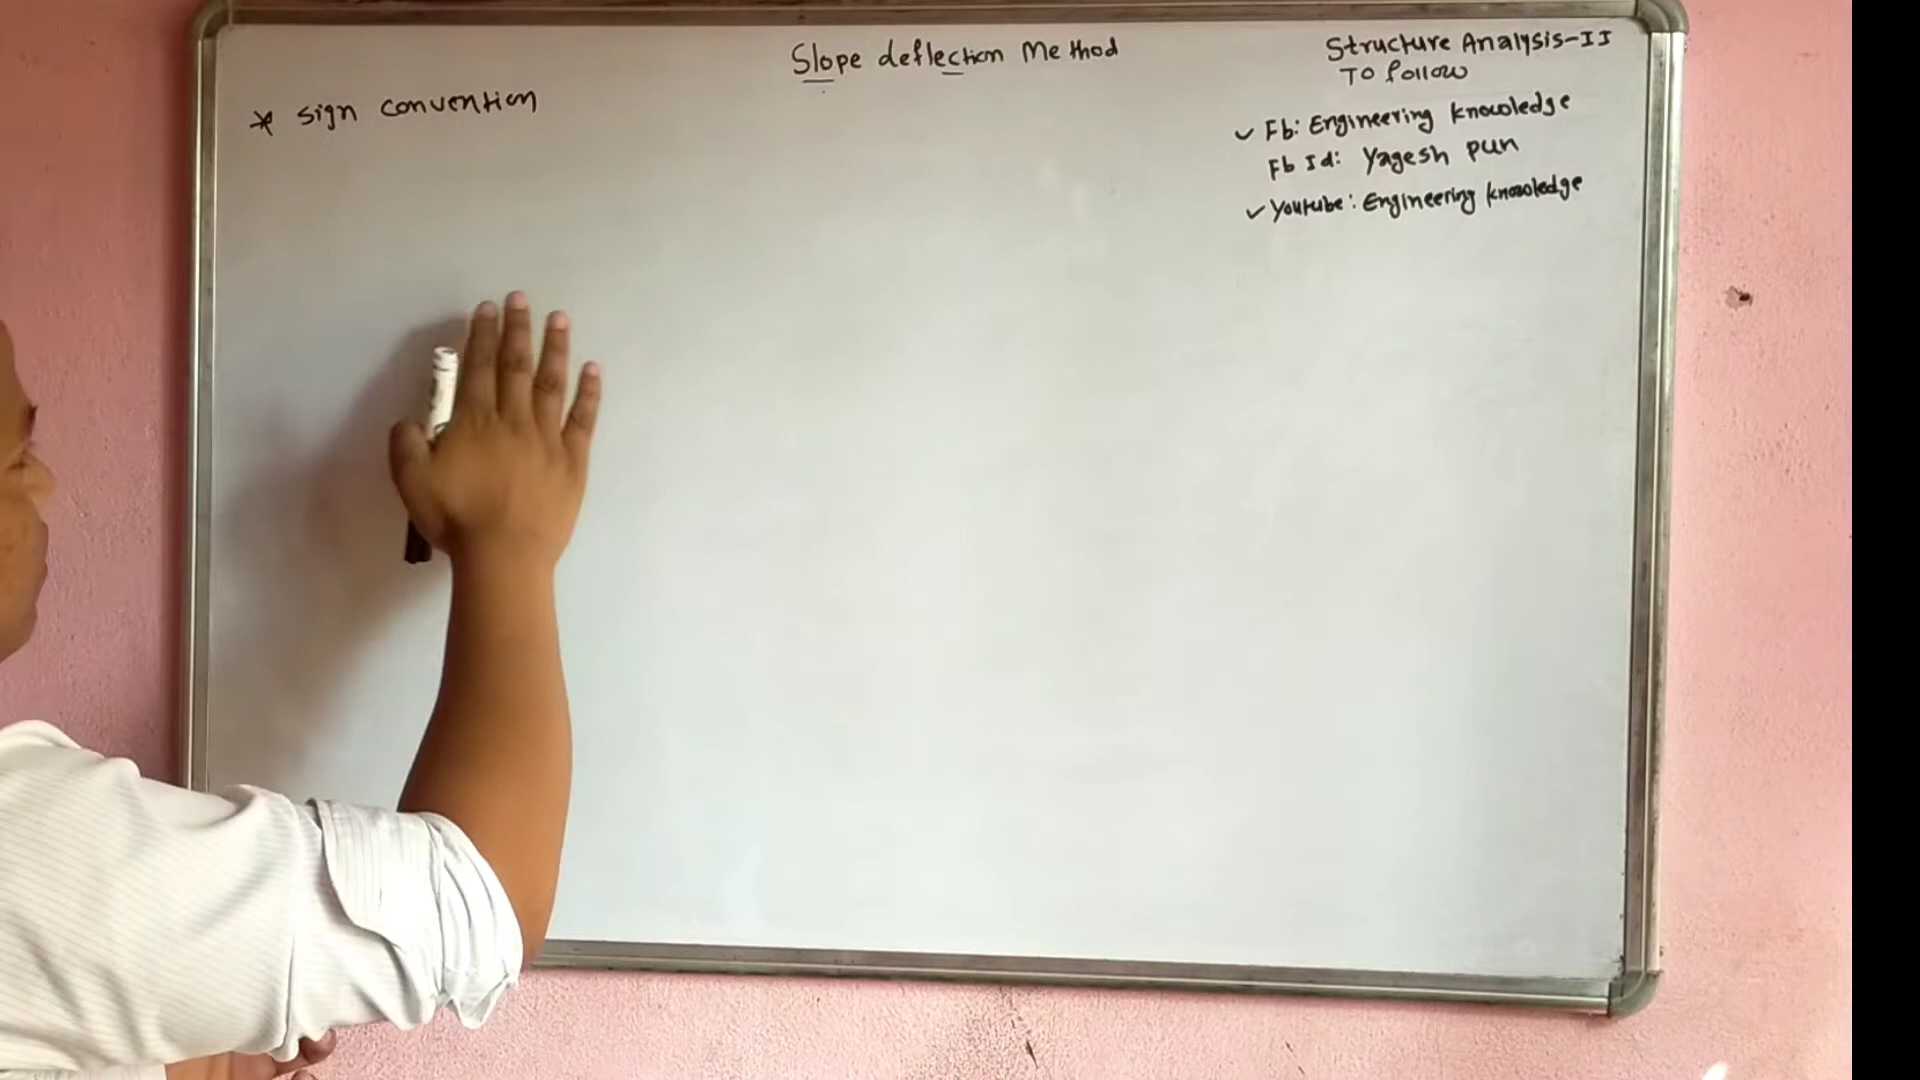 Slope deflection Method
Structure Analysis-II
To follow
* sign convention
✓ Fb: Engineering knowledge
Fb Id: Yagesh pun
✓ Youtube: Engineering knowledge